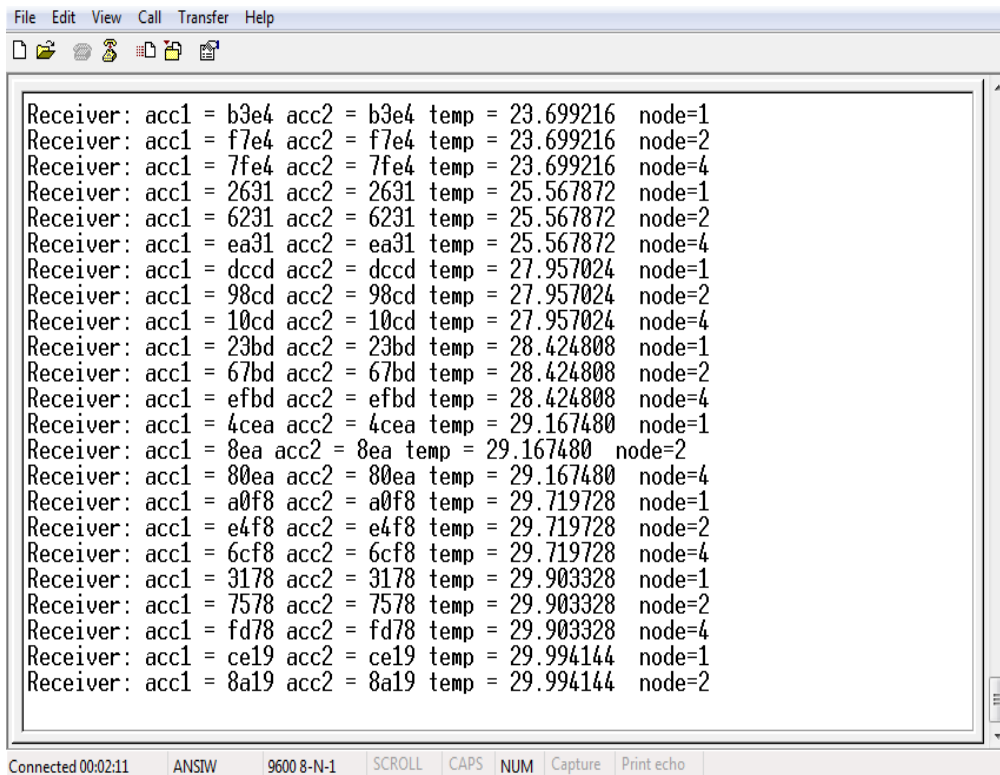 File Edit View Call Transfer Help
Receiver: acc1 = b3e4 acc2 = b3e4 temp = 23.699216 node=1
Receiver: acc1 = f7e4 acc2 = f7e4 temp = 23.699216 node=2
Receiver: acc1 = 7fe4 acc2 = 7fe4 temp = 23.699216 node=4
Receiver: acc1 = 2631 acc2 = 2631 temp = 25.567872 node=1
Receiver: acc1 = 6231 acc2 = 6231 temp = 25.567872 node=2
Receiver: acc1 = ea31 acc2 = ea31 temp = 25.567872 node=4
Receiver: acc1 = dccd acc2 = dccd temp = 27.957024 node=1
Receiver: acc1 = 98cd acc2 = 98cd temp = 27.957024 node=2
Receiver: acc1 = 10cd acc2 = 10cd temp = 27.957024 node=4
Receiver: acc1 = 23bd acc2 = 23bd temp = 28.424808 node=1
Receiver: acc1 = 67bd acc2 = 67bd temp = 28.424808 node=2
Receiver: acc1 = efbd acc2 = efbd temp = 28.424808 node=4
Receiver: acc1 = 4cea acc2 = 4cea temp = 29.167480 node=1
Receiver: acc1 = 8ea acc2 = 8ea temp = 29.167480 node=2
Receiver: acc1 = 80ea acc2 = 80ea temp = 29.167480 node=4
Receiver: acc1 = a0f8 acc2 = a0f8 temp = 29.719728 node=1
Receiver: acc1 = e4f8 acc2 = e4f8 temp = 29.719728 node=2
Receiver: acc1 = 6cf8 acc2 = 6cf8 temp = 29.719728 node=4
Receiver: acc1 = 3178 acc2 = 3178 temp = 29.903328 node=1
Receiver: acc1 = 7578 acc2 = 7578 temp = 29.903328 node=2
Receiver: acc1 = fd78 acc2 = fd78 temp = 29.903328 node=4
Receiver: acc1 = ce19 acc2 = ce19 temp = 29.994144 node=1
Receiver: acc1 = 8a19 acc2 = 8a19 temp = 29.994144 node=2
Connected 00:02:11 ANSIW 9600 8-N-1 SCROLL CAPS NUM Capture Print echo